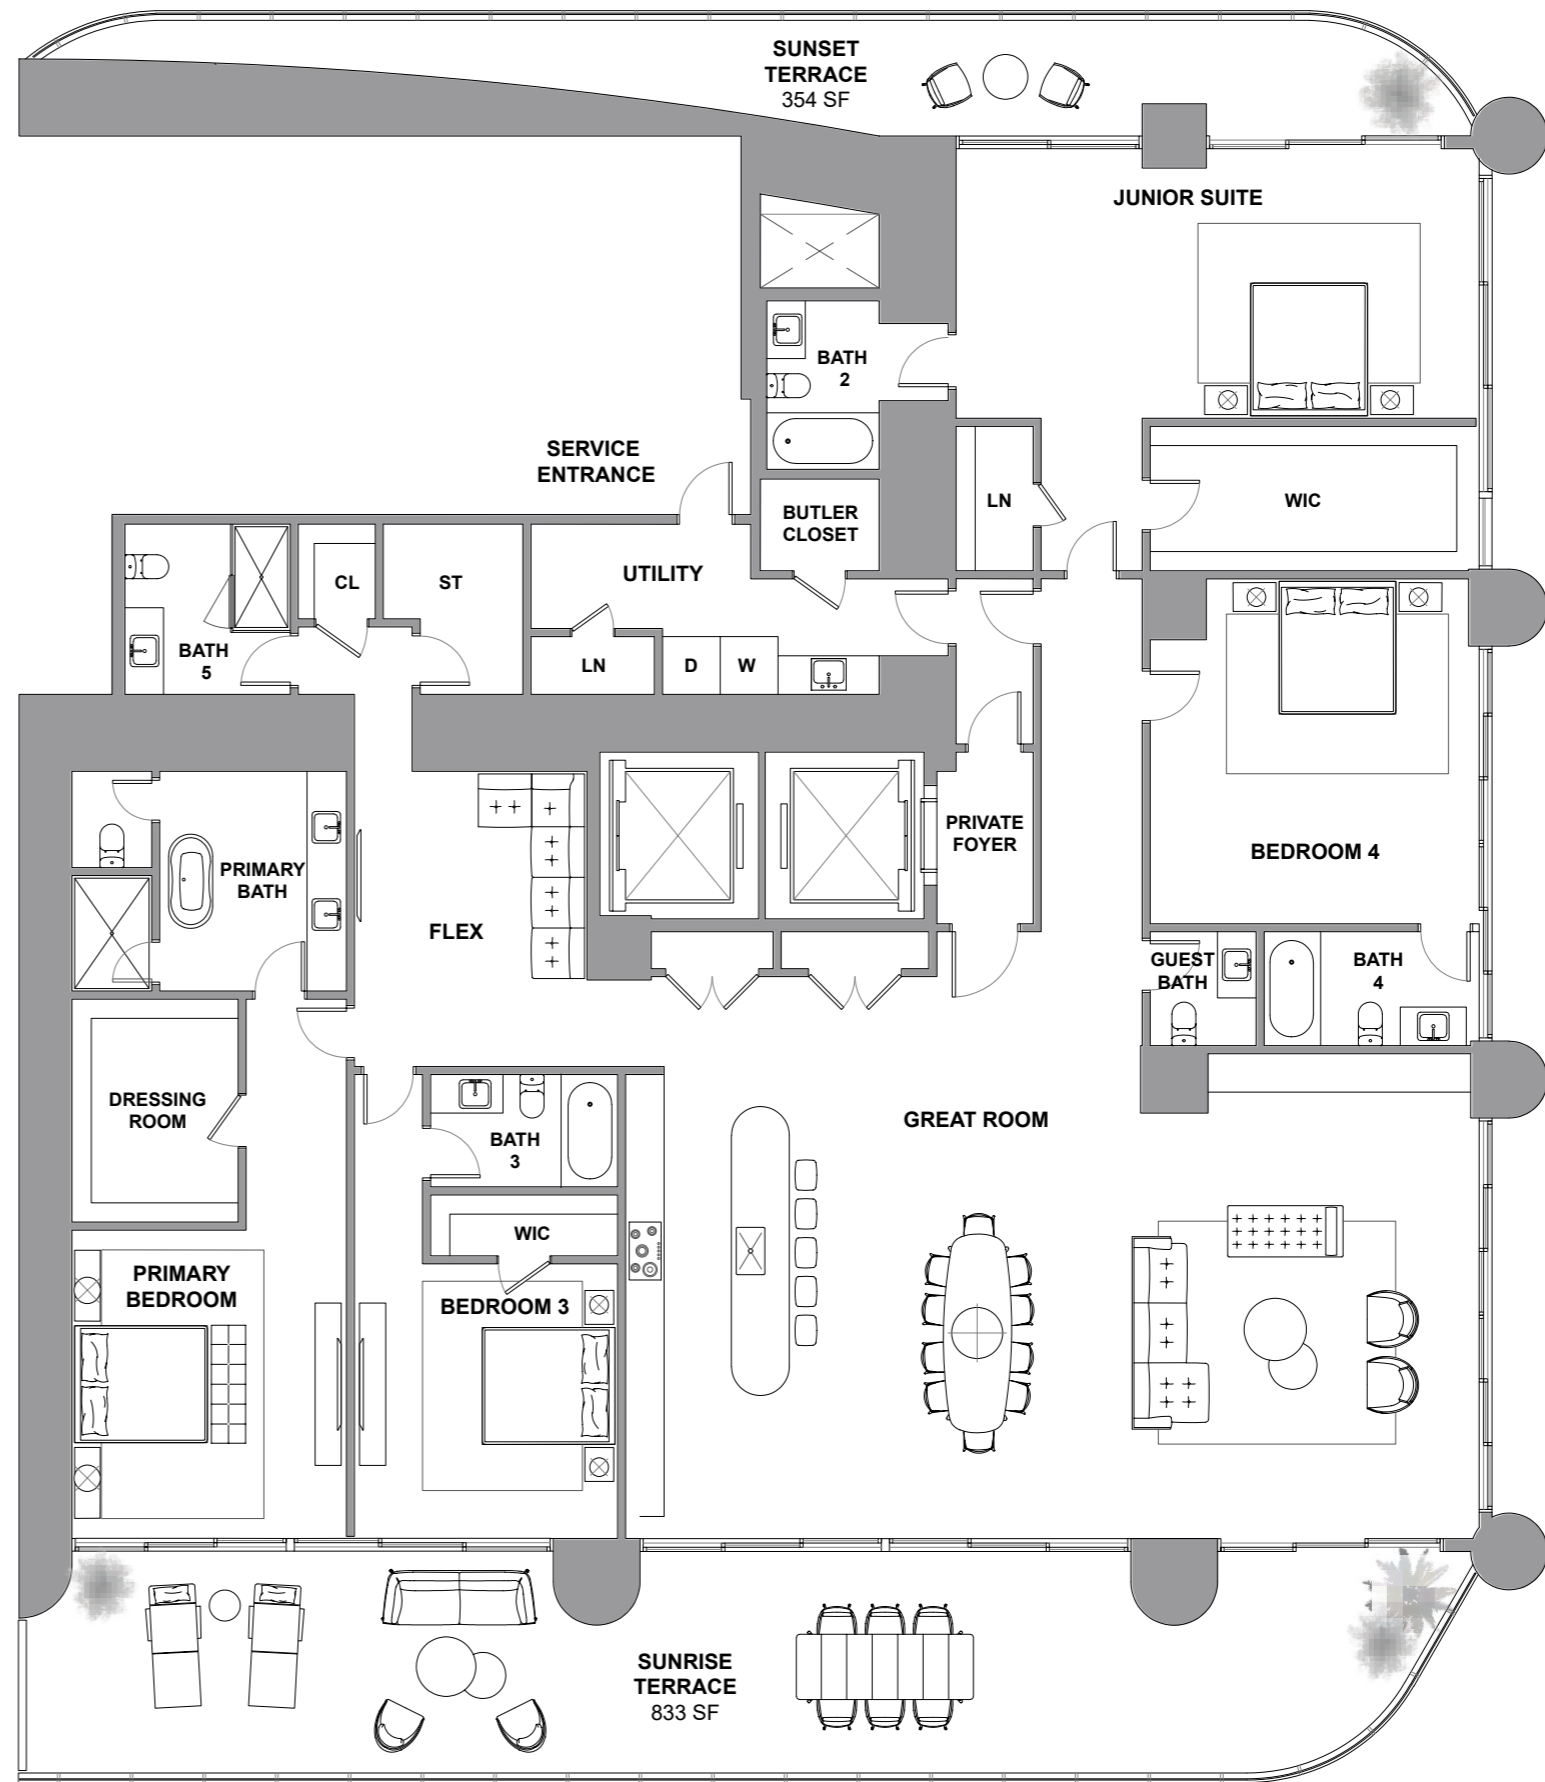 SUNSET
TERRACE
354 SF
JUNIOR SUITE
BATH
2
SERVICE
ENTRANCE
BUTLER
CLOSET
LN
WIC
UTILITY
CL
ST
BATH
5
LN
D
W
PRIVATE
FOYER
BEDROOM 4
PRIMARY
BATH
FLEX
GUEST
BATH
BATH
4
DRESSING
ROOM
GREAT ROOM
BATH
3
WIC
PRIMARY
BEDROOM
BEDROOM 3
SUNRISE
TERRACE
833 SF